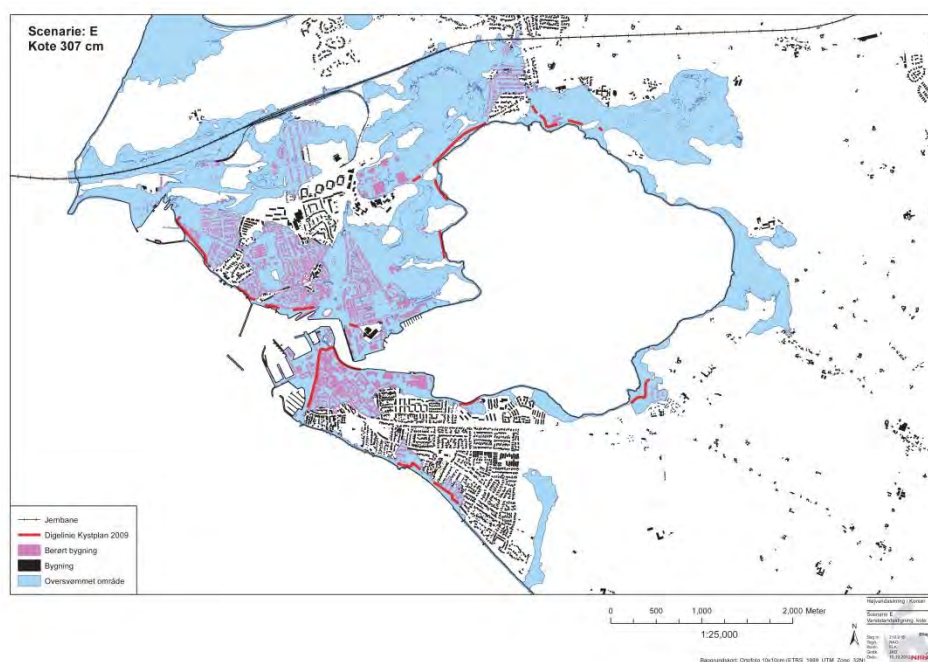 Scenarie: E
Kote 307 cm
Jernbane
Digelinie Kystplan 2009
Berørt bygning
Bygning
Oversvømmet område
0 500 1,000 2,000 Meter
1:25,000
N
Scenarie E